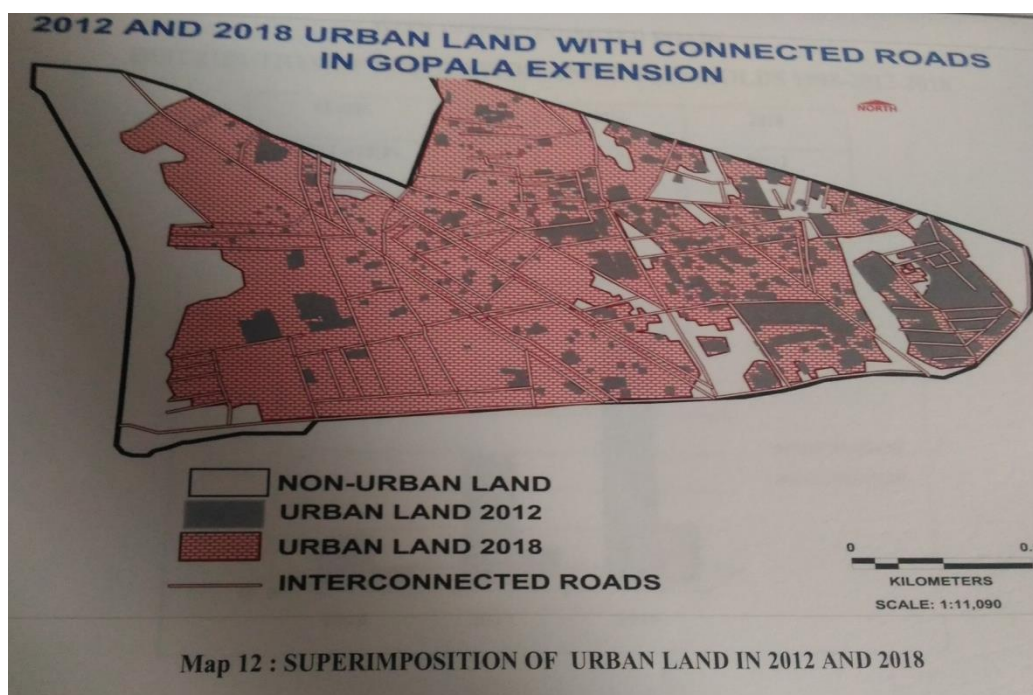 2012 AND 2018 URBAN LAND WITH CONNECTED ROADS
IN GOPALA EXTENSION
NORTH
NON-URBAN LAND
URBAN LAND 2012
URBAN LAND 2018
INTERCONNECTED ROADS
0 0.
KILOMETERS
SCALE: 1:11,090
Map 12 : SUPERIMPOSITION OF URBAN LAND IN 2012 AND 2018